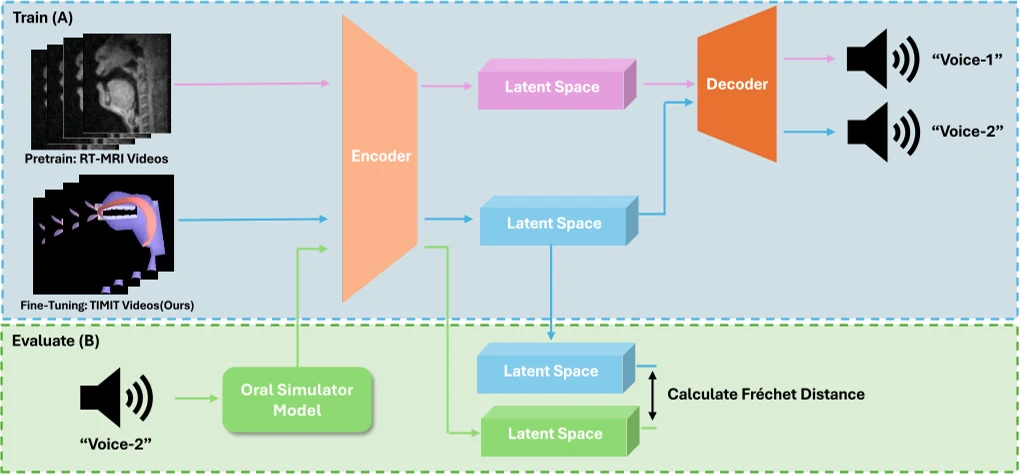 Train (A)
Pretrain: RT-MRI Videos
Encoder
Latent Space
Decoder
“Voice-1”
“Voice-2”
Fine-Tuning: TIMIT Videos(Ours)
Latent Space
Evaluate (B)
“Voice-2”
Oral Simulator
Model
Latent Space
Latent Space
Calculate Fréchet Distance